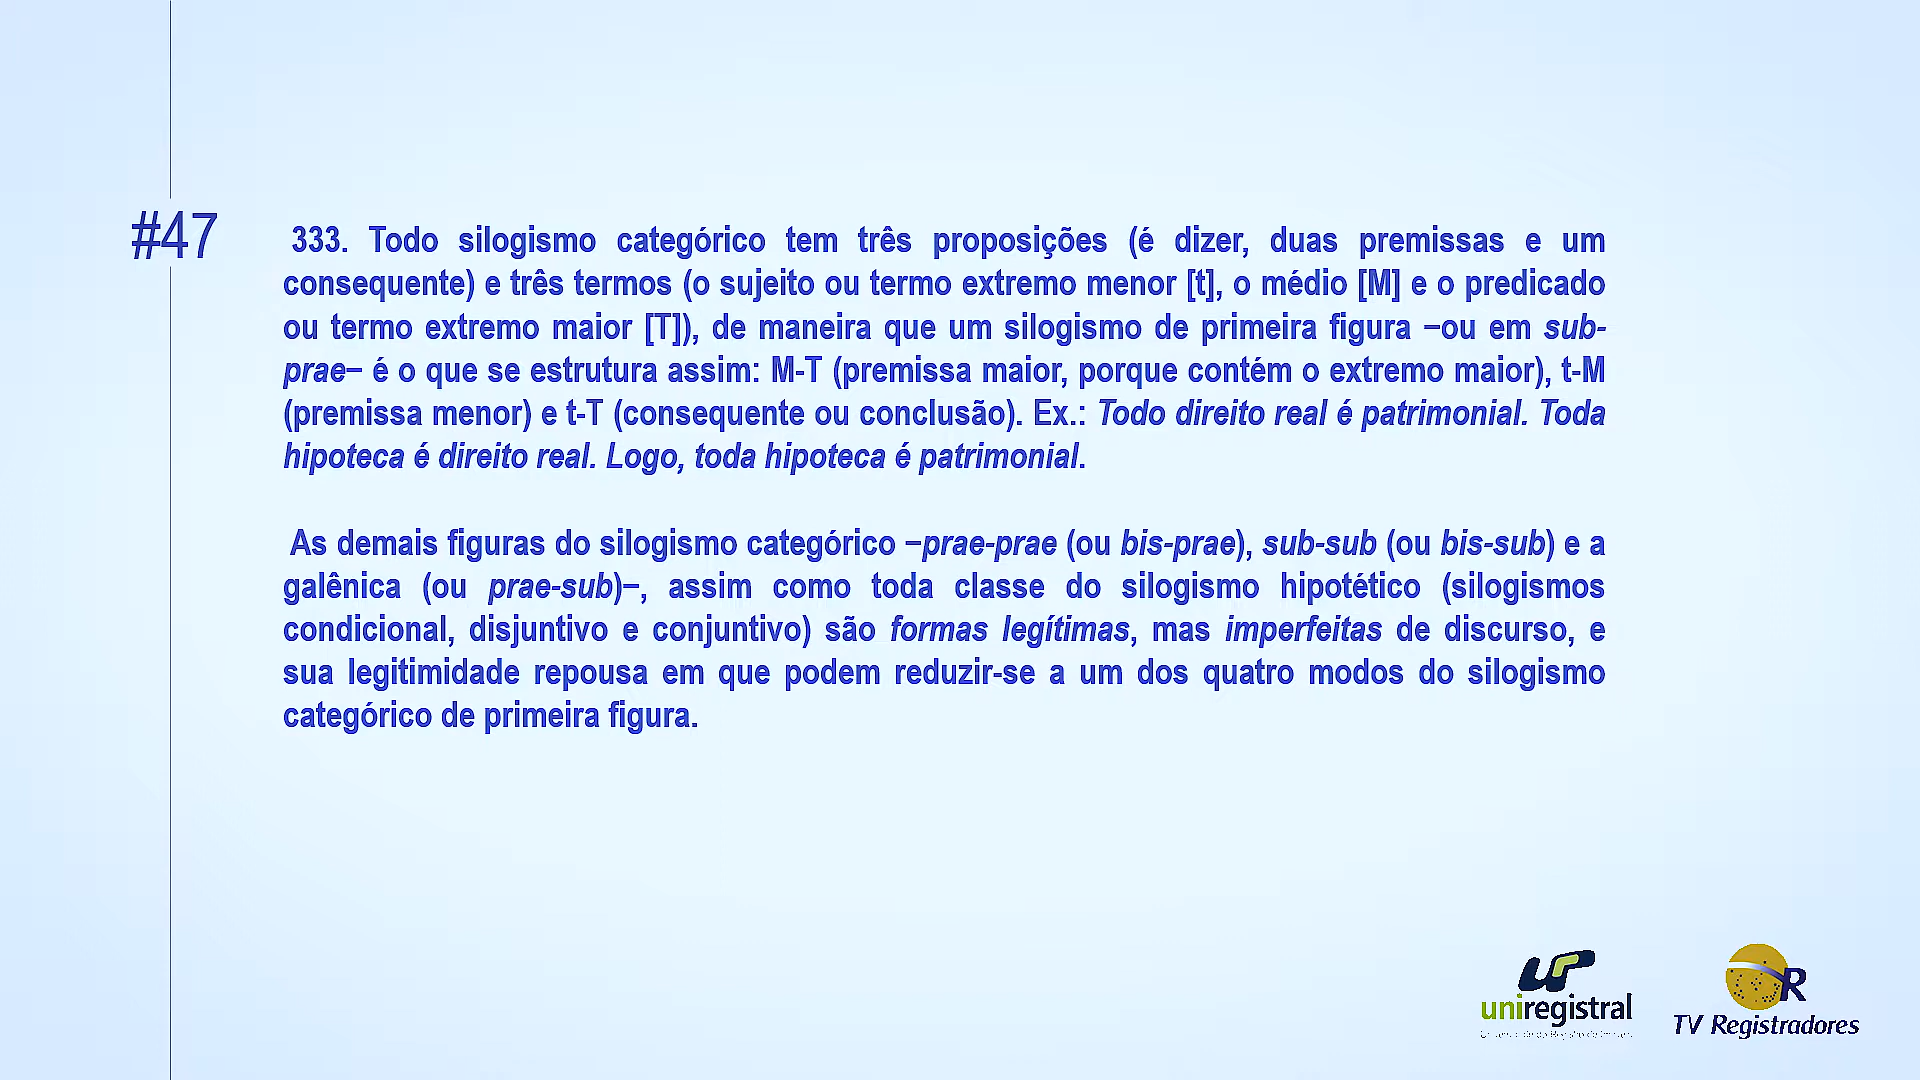 #47
333. Todo silogismo categórico tem três proposições (é dizer, duas premissas e um
consequente) e três termos (o sujeito ou termo extremo menor [t], o médio [M] e o predicado
ou termo extremo maior [T]), de maneira que um silogismo de primeira figura −ou em sub-
prae− é o que se estrutura assim: M-T (premissa maior, porque contém o extremo maior), t-M
(premissa menor) e t-T (consequente ou conclusão). Ex.: Todo direito real é patrimonial. Toda
hipoteca é direito real. Logo, toda hipoteca é patrimonial.
As demais figuras do silogismo categórico −prae-prae (ou bis-prae), sub-sub (ou bis-sub) e a
galênica (ou prae-sub)−, assim como toda classe do silogismo hipotético (silogismos
condicional, disjuntivo e conjuntivo) são formas legítimas, mas imperfeitas de discurso, e
sua legitimidade repousa em que podem reduzir-se a um dos quatro modos do silogismo
categórico de primeira figura.
uniregistral
R
TV Registradores